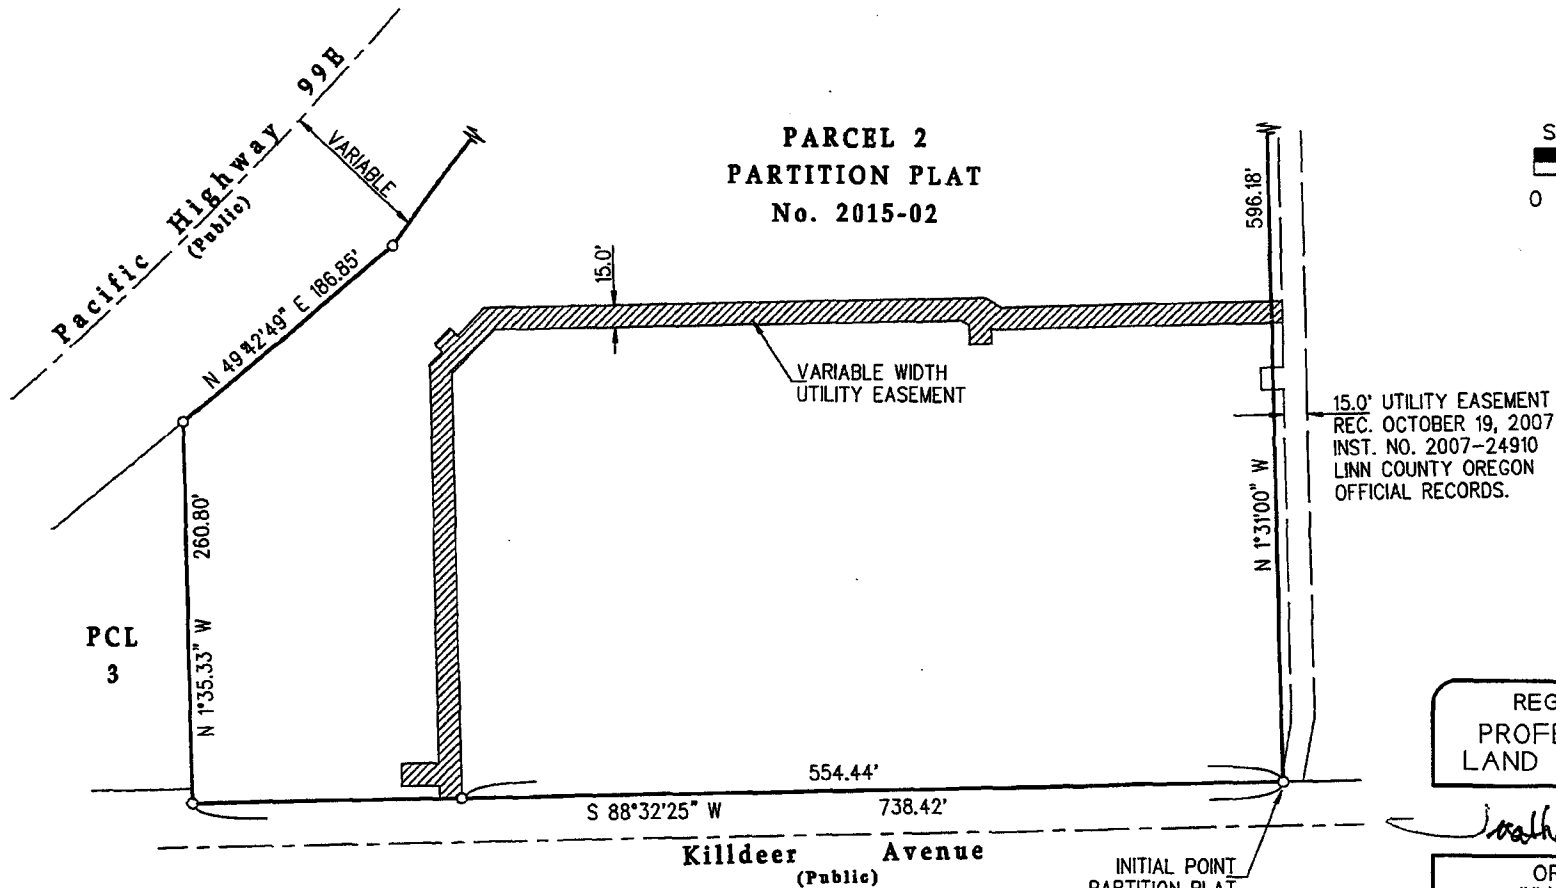 Pacific Highway 99E
(Public)
VARIABLE
PARCEL 2
PARTITION PLAT
No. 2015-02
S
0
596.18'
15.0'
N 49°42'49" E 186.85'
VARIABLE WIDTH
UTILITY EASEMENT
15.0' UTILITY EASEMENT
REC. OCTOBER 19, 2007
INST. NO. 2007-24910
LINN COUNTY OREGON
OFFICIAL RECORDS.
260.80'
N 1°31'00" W
PCL
3
N 1°35.33" W
REG
PROFE
LAND
554.44'
S 88°32'25" W 738.42'
Killdeer Avenue
(Public)
INITIAL POINT
PARTITION PLAT
OR